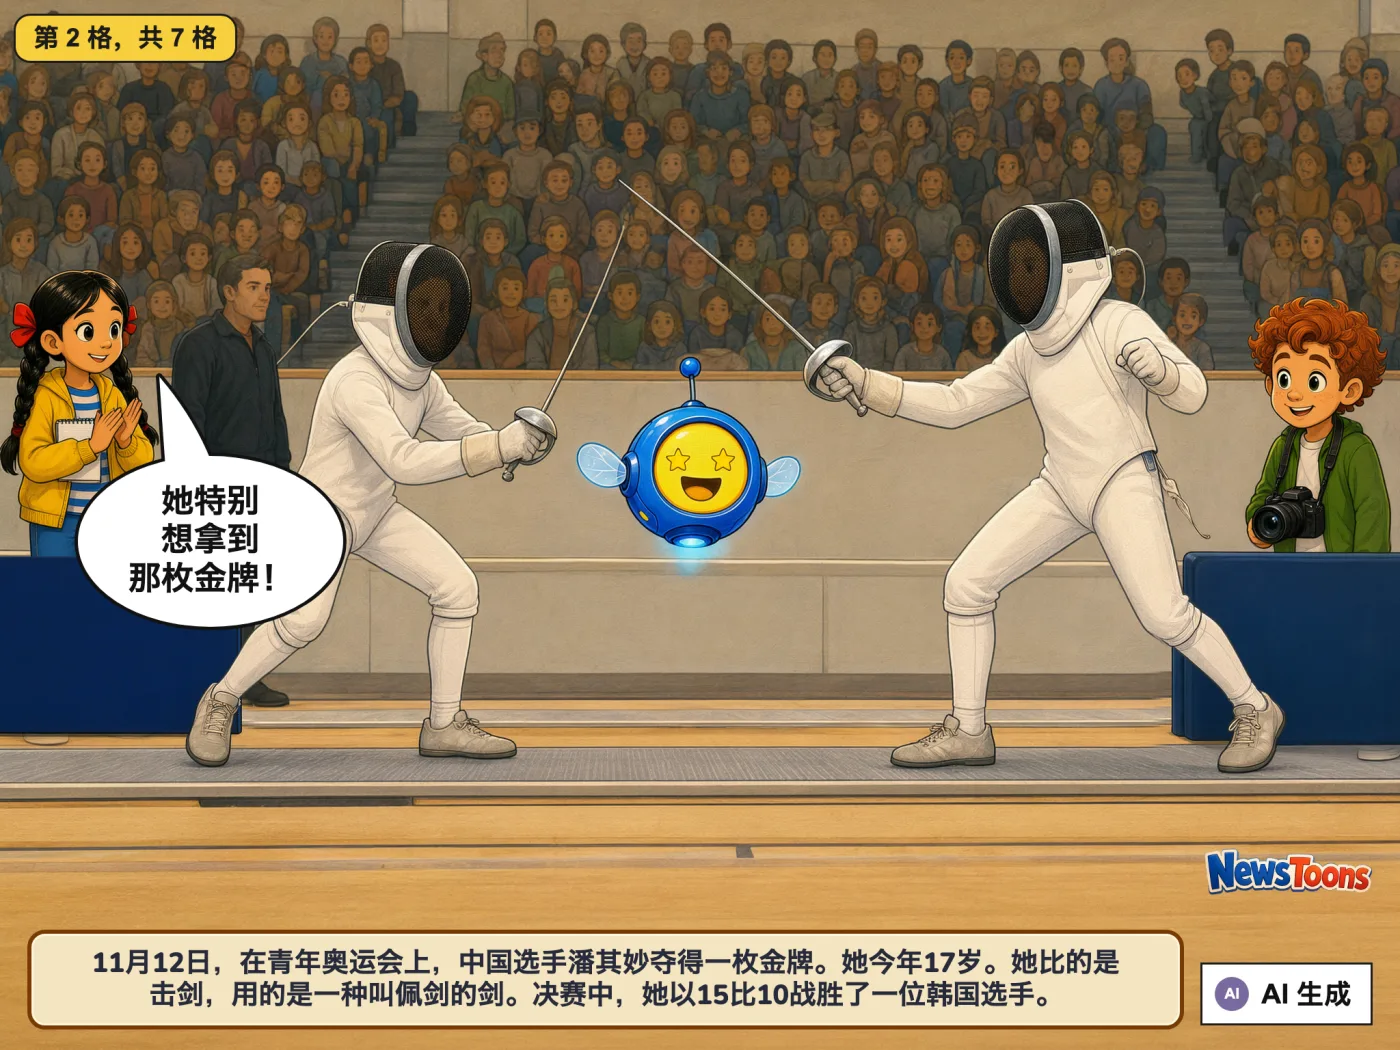 第 2 格，共 7 格
她特别
想拿到
那枚金牌！
NewsToons
11月12日，在青年奥运会上，中国选手潘其妙夺得一枚金牌。她今年17岁。她比的是
击剑，用的是一种叫佩剑的剑。决赛中，她以15比10战胜了一位韩国选手。
AI AI 生成